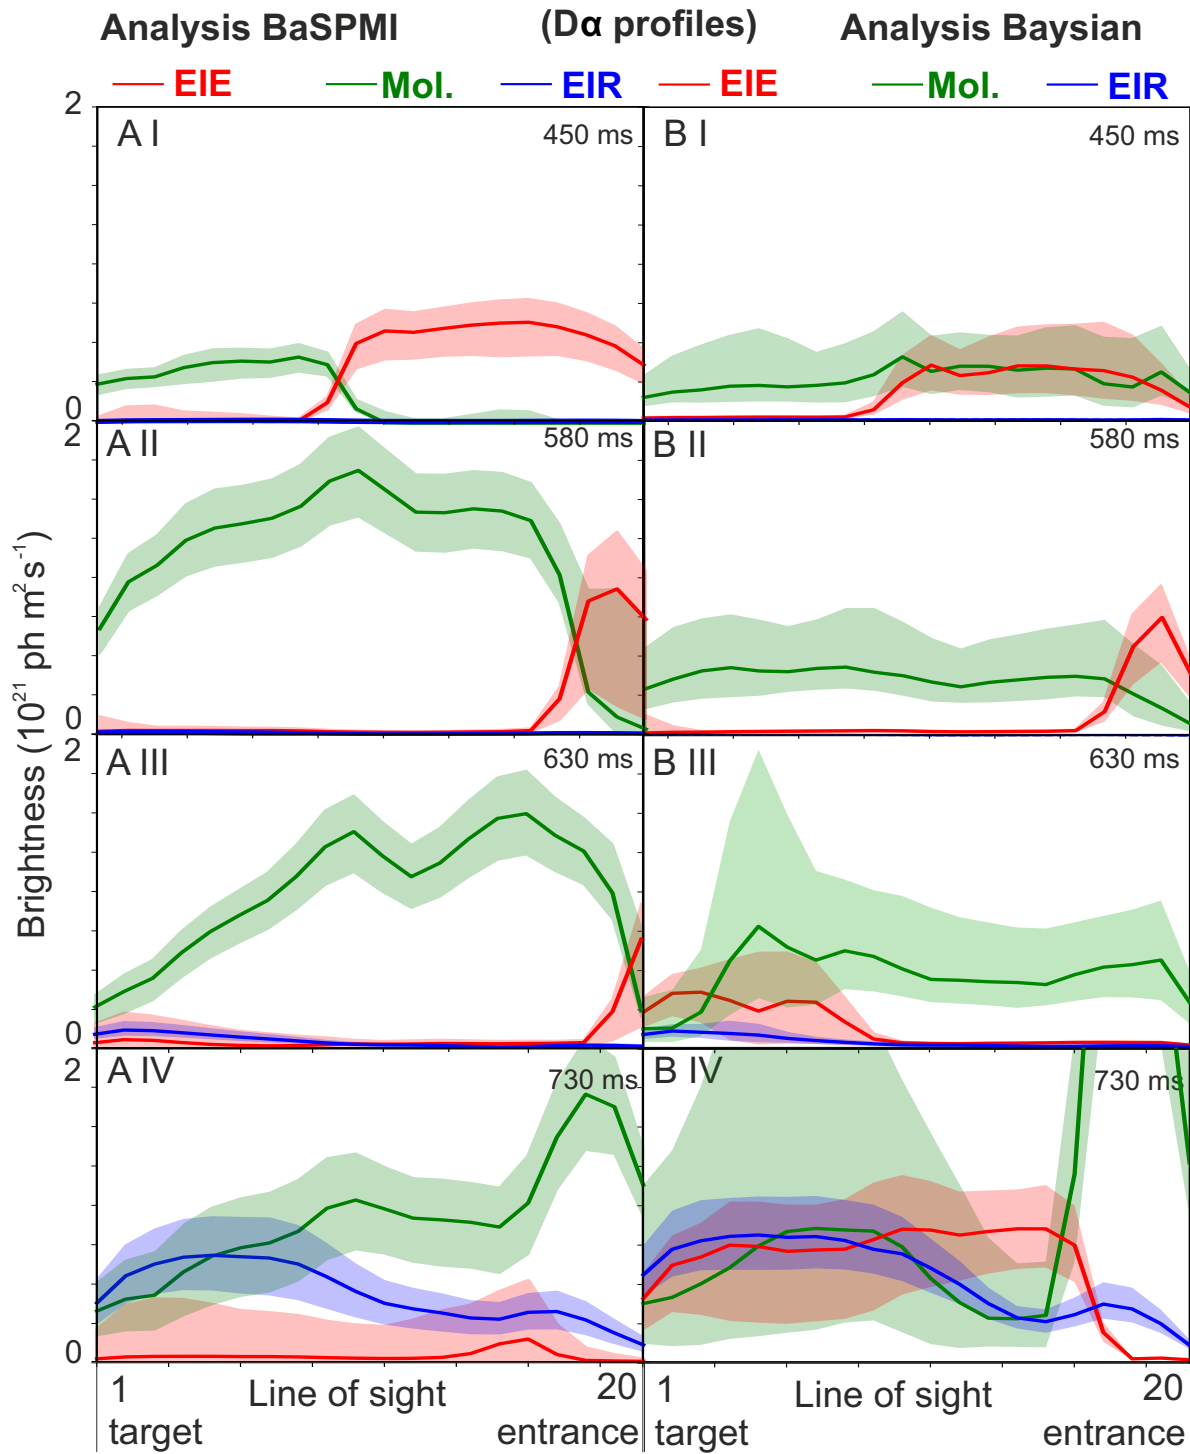 Analysis BaSPMI (Dα profiles) Analysis Baysian
EIE Mol. EIR EIE Mol. EIR
2
A I 450 ms B I 450 ms
0
2
A II 580 ms B II 580 ms
0
2
A III 630 ms B III 630 ms
0
2
A IV 730 ms B IV 730 ms
0
Brightness (10²¹ ph m² s⁻¹)
1 Line of sight 20 1 Line of sight 20
target entrance target entrance